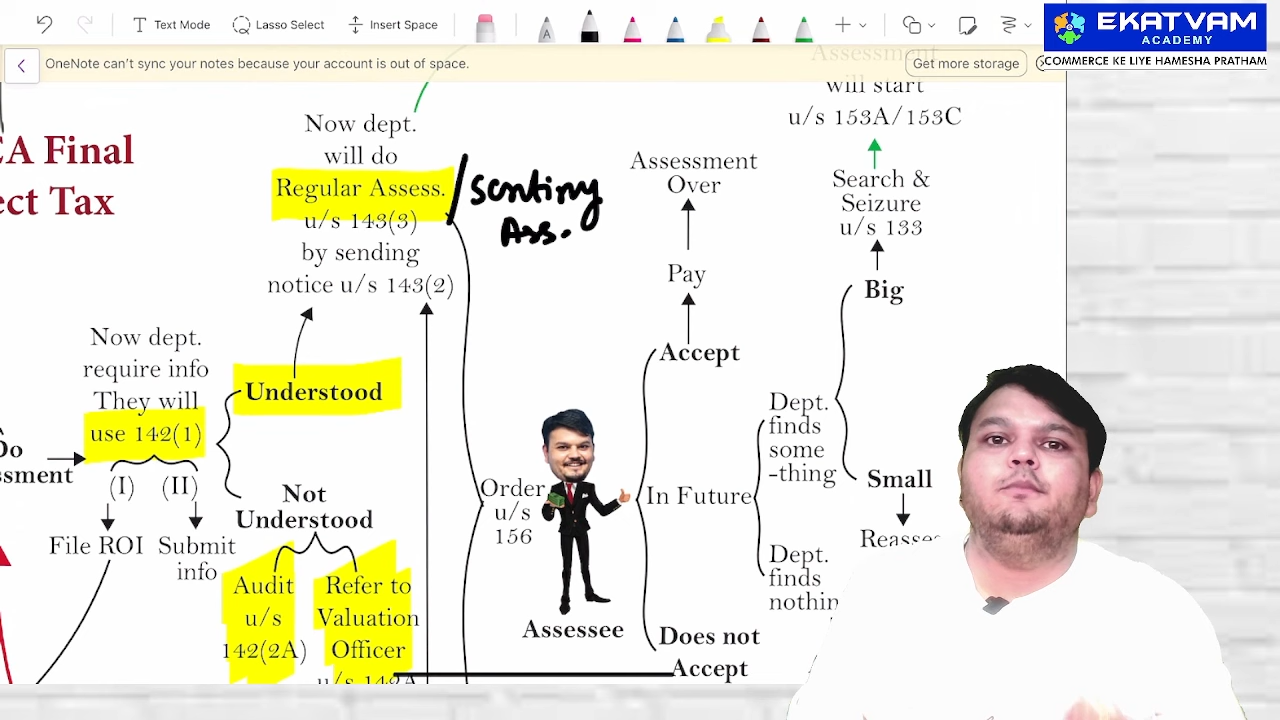 Text Mode
Lasso Select
Insert Space
EKATVAM
ACADEMY
COMMERCE KE LIYE HAMESHA PRATHAM
OneNote can't sync your notes because your account is out of space.
Get more storage
CA Final
ect Tax
Now dept.
will do
Regular Assess.
u/s 143(3)
by sending
notice u/s 143(2)
Now dept.
require info
They will
use 142(1)
Do
ssment
(I) (II)
File ROI
Submit
info
Understood
Not
Understood
Audit
u/s
142(2A)
Refer to
Valuation
Officer
u/s 142A
Ass.
Order
u/s
156
Assessee
Assessment
Over
Pay
Accept
In Future
Does not
Accept
Dept.
finds
some
-thing
Dept.
finds
nothin
Assessment
will start
u/s 153A/153C
Search &
Seizure
u/s 133
Big
Small
Reasses